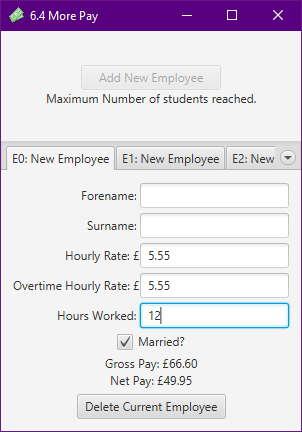 6.4 More Pay
Add New Employee
Maximum Number of students reached.
E0: New Employee E1: New Employee E2: New
Forename:
Surname:
Hourly Rate: £ 5.55
Overtime Hourly Rate: £ 5.55
Hours Worked: 12
Married?
Gross Pay: £66.60
Net Pay: £49.95
Delete Current Employee